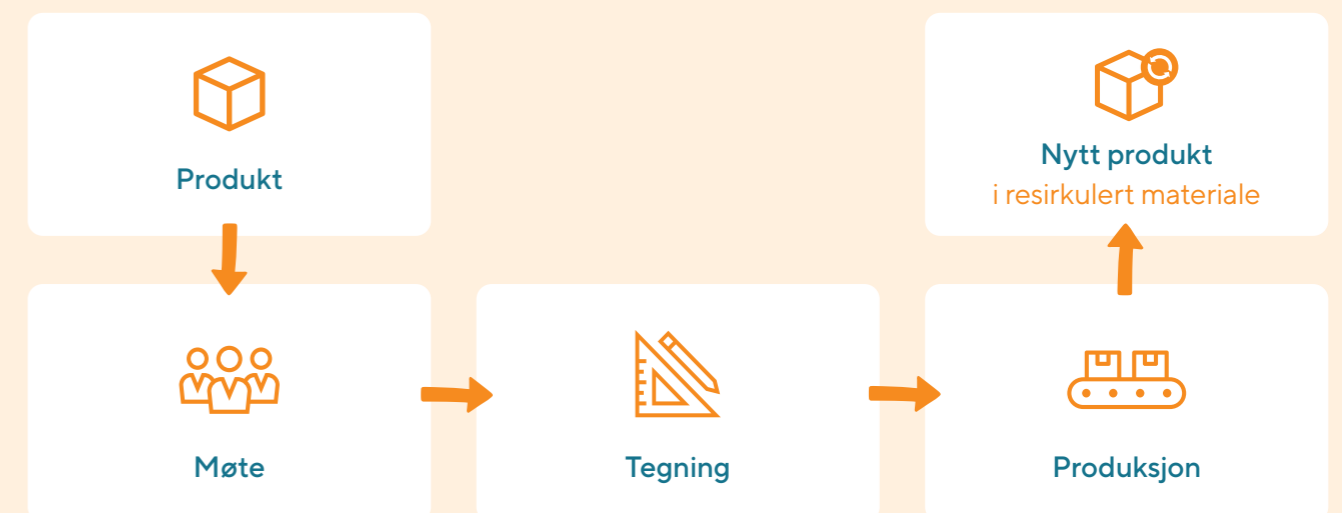 Produkt
Nytt produkt
i resirkulert materiale
Møte
Tegning
Produksjon